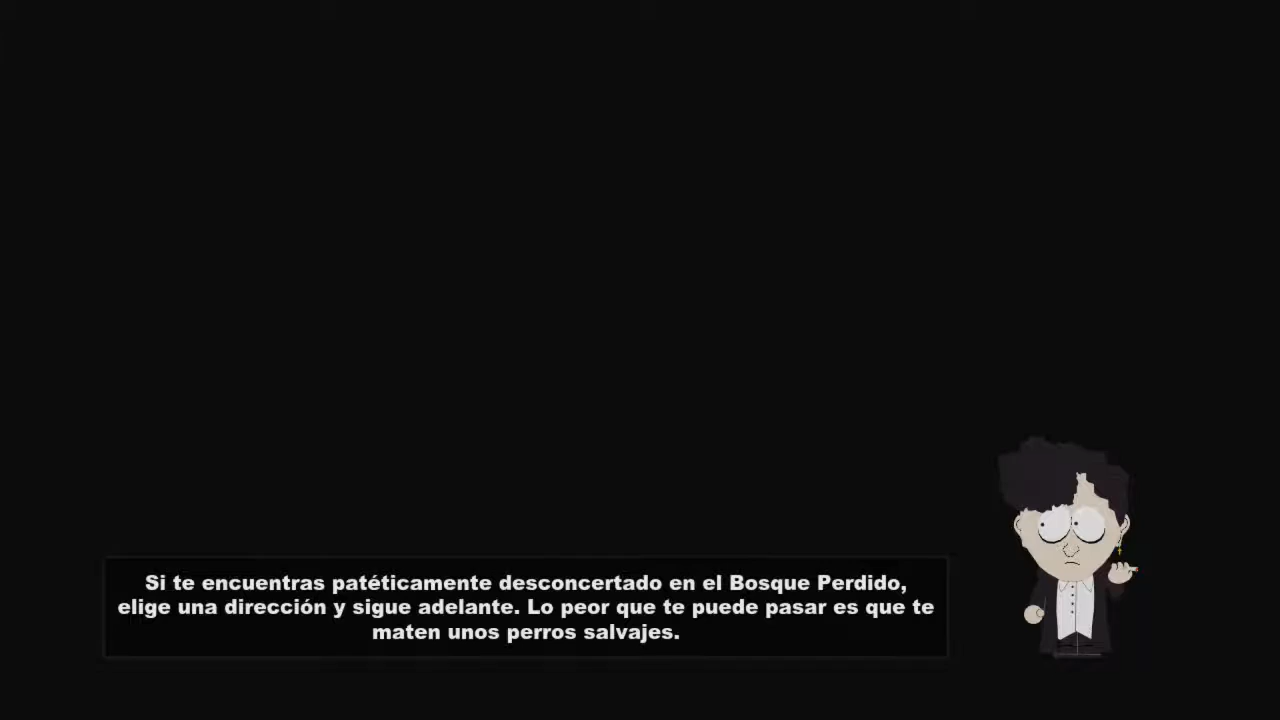 Si te encuentras patéticamente desconcertado en el Bosque Perdido,
elige una dirección y sigue adelante. Lo peor que te puede pasar es que te
maten unos perros salvajes.